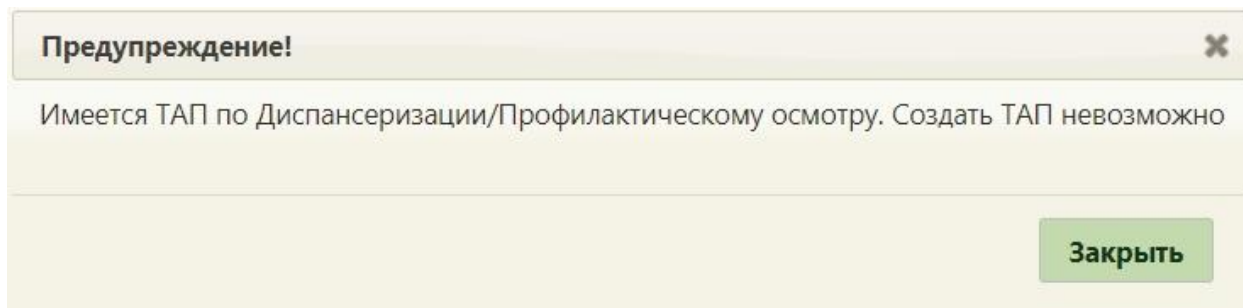 Предупреждение!
Имеется ТАП по Диспансеризации/Профилактическому осмотру. Создать ТАП невозможно
Закрыть